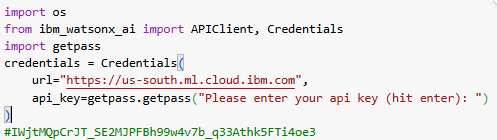 import os
from ibm_watsonx_ai import APIClient, Credentials
import getpass
credentials = Credentials(
    url="https://us-south.ml.cloud.ibm.com",
    api_key=getpass.getpass("Please enter your api key (hit enter): ")
)
#IWjtMQpCrJT_SE2MJPFBh99w4v7b_q33Athk5FTi4oe3